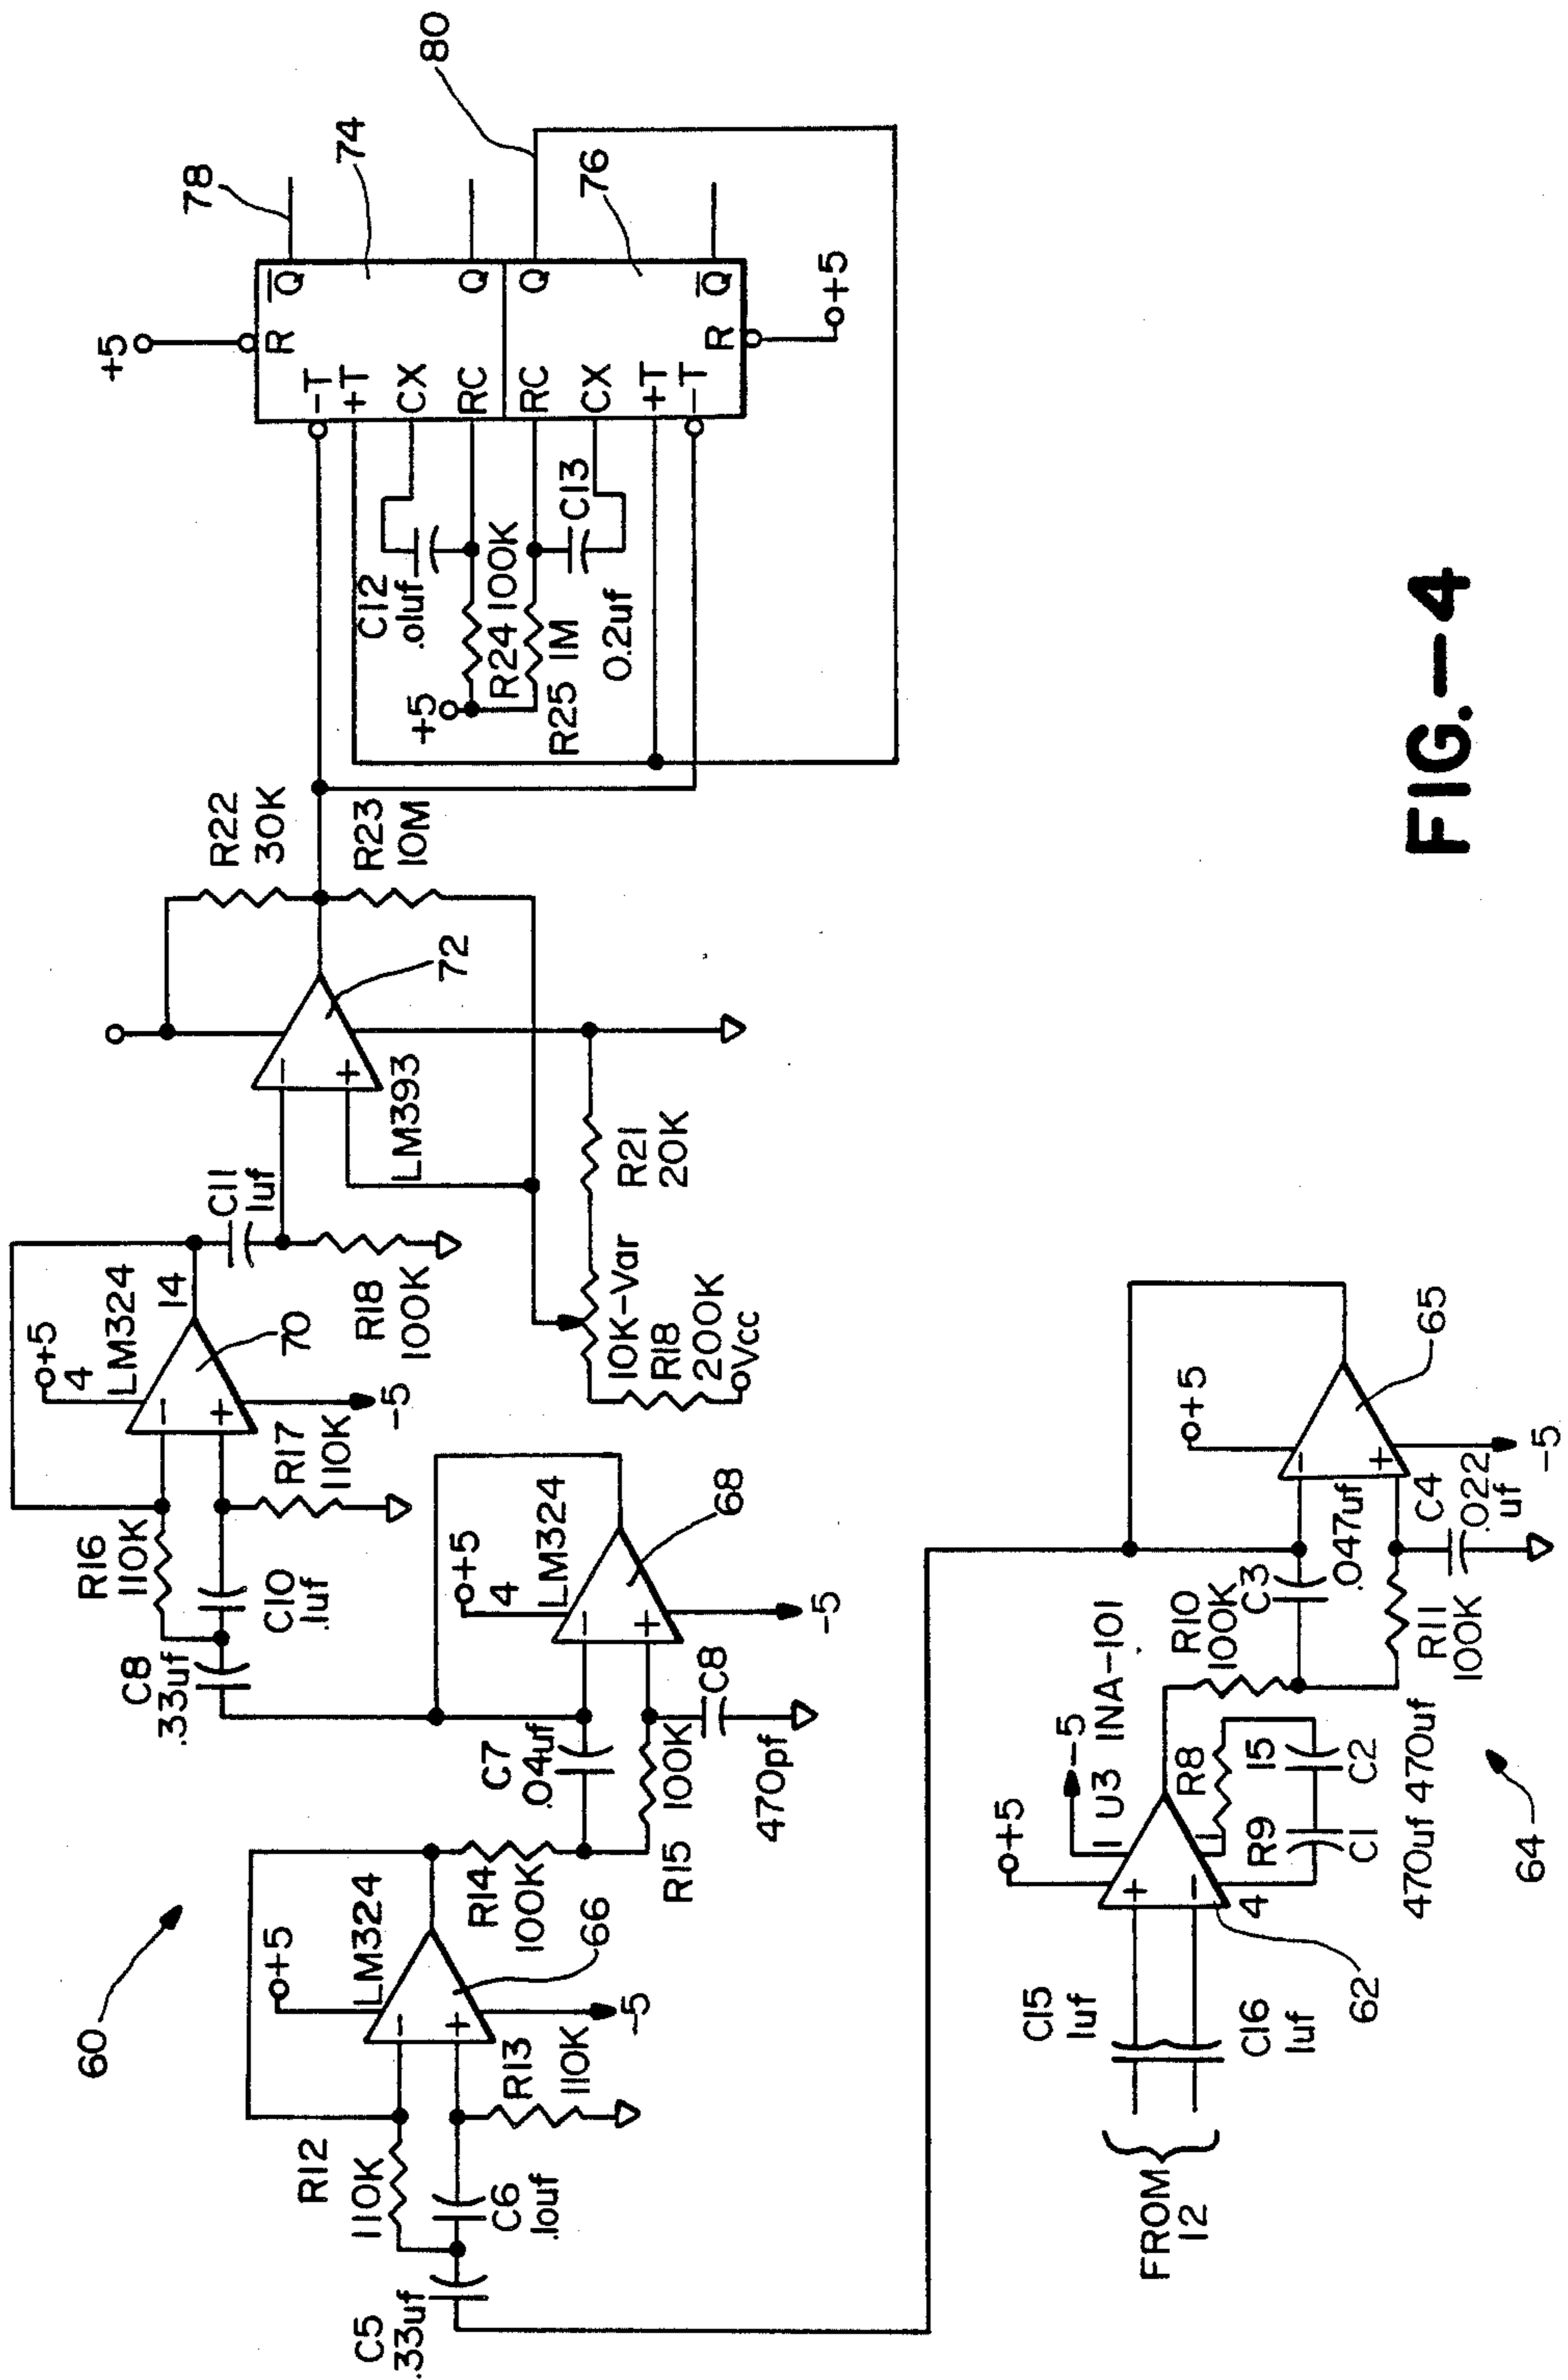 60
C5
.33uf
R12
110K
C6
.10uf
R13
110K
+5
LM324
-
+
66
-5
R14
100K
R15
100K
C7
.04uf
C8
470pf
+5
4
LM324
-
+
68
-5
C8
.33uf
R16
110K
C10
.1uf
R17
110K
+5
4
LM324
14
-
+
70
-5
C11
1uf
R18
100K
-
+
LM393
72
10K-Var
R18
200K
Vcc
R21
20K
R22
30K
R23
10M
C12
.01uf
+5
R24 100K
R25 1M
C13
0.2uf
+5
-T
+T
CX
RC
R
Q
Q
78
74
RC
CX
+T
-T
Q
Q
R
76
80
+5
FROM
12
C15
1uf
C16
1uf
+
-
62
+5
-5
1
U3 INA-101
1
4
R8
R9
15
C1
C2
470uf 470uf
64
R10
100K
C3
.047uf
R11
100K
C4
.022
uf
+5
-
+
65
-5
FIG.-4